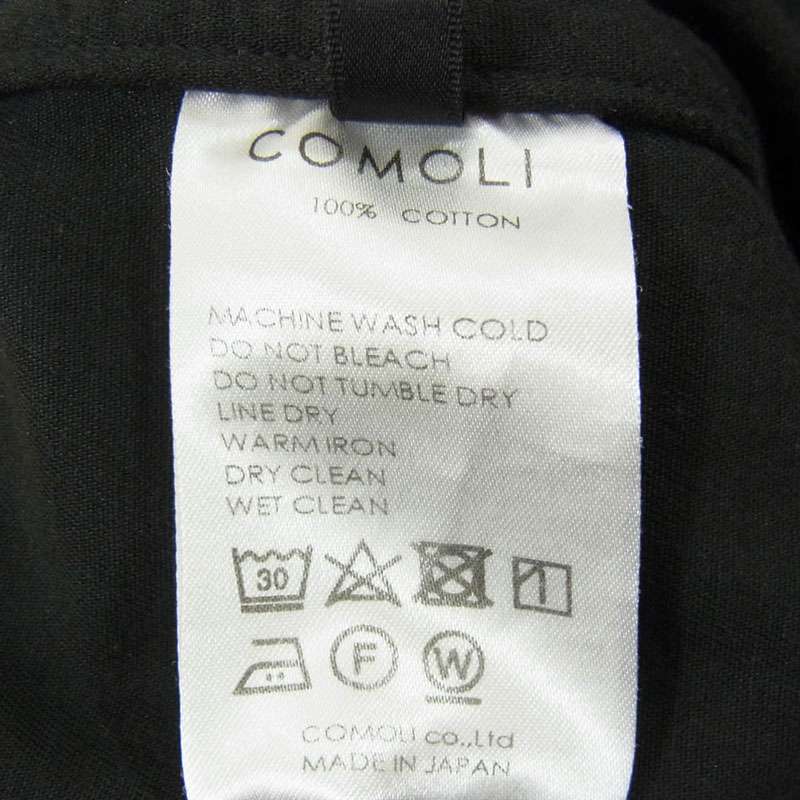 COMOLI
100% COTTON
MACHINE WASH COLD
DO NOT BLEACH
DO NOT TUMBLE DRY
LINE DRY
WARM IRON
DRY CLEAN
WET CLEAN
30
F W
COMOLI co.,Ltd
MADE IN JAPAN